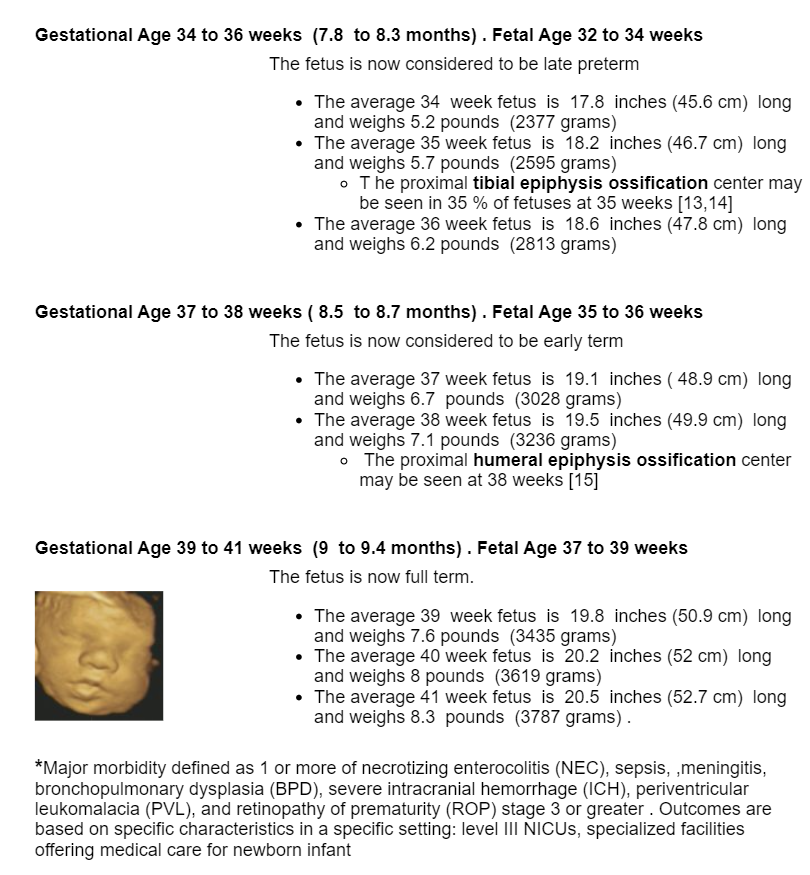 Gestational Age 34 to 36 weeks (7.8 to 8.3 months) . Fetal Age 32 to 34 weeks
The fetus is now considered to be late preterm
• The average 34 week fetus is 17.8 inches (45.6 cm) long
and weighs 5.2 pounds (2377 grams)
• The average 35 week fetus is 18.2 inches (46.7 cm) long
and weighs 5.7 pounds (2595 grams)
○ T he proximal tibial epiphysis ossification center may
be seen in 35 % of fetuses at 35 weeks [13,14]
• The average 36 week fetus is 18.6 inches (47.8 cm) long
and weighs 6.2 pounds (2813 grams)
Gestational Age 37 to 38 weeks ( 8.5 to 8.7 months) . Fetal Age 35 to 36 weeks
The fetus is now considered to be early term
• The average 37 week fetus is 19.1 inches ( 48.9 cm) long
and weighs 6.7 pounds (3028 grams)
• The average 38 week fetus is 19.5 inches (49.9 cm) long
and weighs 7.1 pounds (3236 grams)
○ The proximal humeral epiphysis ossification center
may be seen at 38 weeks [15]
Gestational Age 39 to 41 weeks (9 to 9.4 months) . Fetal Age 37 to 39 weeks
The fetus is now full term.
• The average 39 week fetus is 19.8 inches (50.9 cm) long
and weighs 7.6 pounds (3435 grams)
• The average 40 week fetus is 20.2 inches (52 cm) long
and weighs 8 pounds (3619 grams)
• The average 41 week fetus is 20.5 inches (52.7 cm) long
and weighs 8.3 pounds (3787 grams) .
*Major morbidity defined as 1 or more of necrotizing enterocolitis (NEC), sepsis, ,meningitis,
bronchopulmonary dysplasia (BPD), severe intracranial hemorrhage (ICH), periventricular
leukomalacia (PVL), and retinopathy of prematurity (ROP) stage 3 or greater . Outcomes are
based on specific characteristics in a specific setting: level III NICUs, specialized facilities
offering medical care for newborn infant